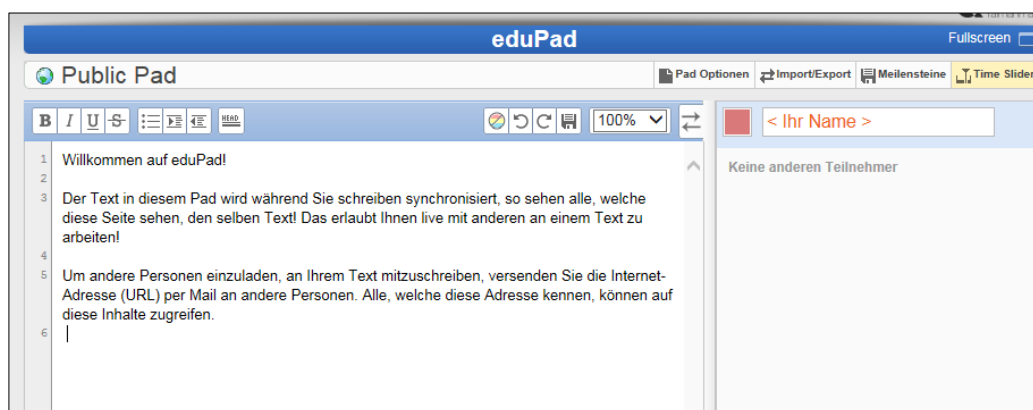 eduPad
Fullscreen
Public Pad
Pad Optionen
Import/Export
Meilensteine
Time Slider
B I U S
HEAD
100%
< Ihr Name >
1 Willkommen auf eduPad!
2
3 Der Text in diesem Pad wird während Sie schreiben synchronisiert, so sehen alle, welche
diese Seite sehen, den selben Text! Das erlaubt Ihnen live mit anderen an einem Text zu
arbeiten!
4
5 Um andere Personen einzuladen, an Ihrem Text mitzuschreiben, versenden Sie die Internet-
Adresse (URL) per Mail an andere Personen. Alle, welche diese Adresse kennen, können auf
diese Inhalte zugreifen.
6
Keine anderen Teilnehmer